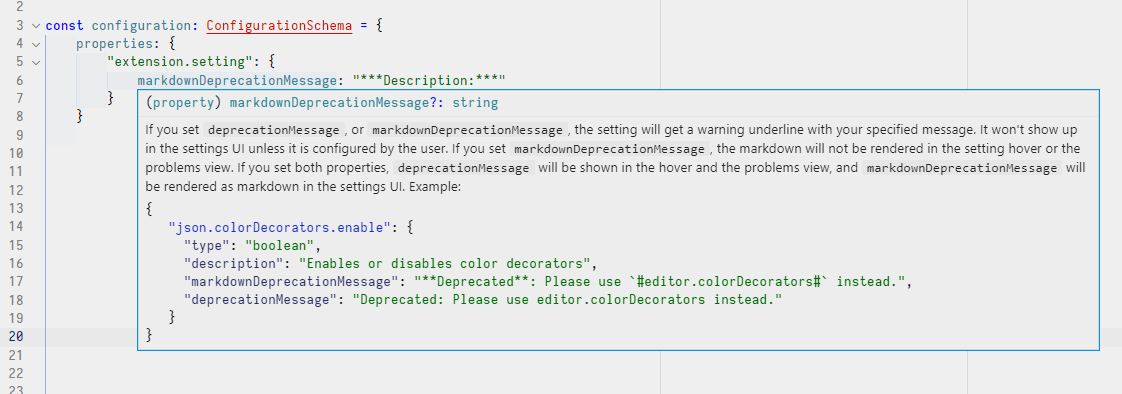 2
3 const configuration: ConfigurationSchema = {
4 properties: {
5 "extension.setting": {
6 markdownDeprecationMessage: "***Description:***"
7 }
(property) markdownDeprecationMessage?: string
8 }
9
If you set deprecationMessage, or markdownDeprecationMessage, the setting will get a warning underline with your specified message. It won't show up
10 in the settings UI unless it is configured by the user. If you set markdownDeprecationMessage, the markdown will not be rendered in the setting hover or the
11 problems view. If you set both properties, deprecationMessage will be shown in the hover and the problems view, and markdownDeprecationMessage will
12 be rendered as markdown in the settings UI. Example:
13 {
14 "json.colorDecorators.enable": {
15 "type": "boolean",
16 "description": "Enables or disables color decorators",
17 "markdownDeprecationMessage": "**Deprecated**: Please use `#editor.colorDecorators#` instead.",
18 "deprecationMessage": "Deprecated: Please use editor.colorDecorators instead."
19 }
20 }
21
22
23